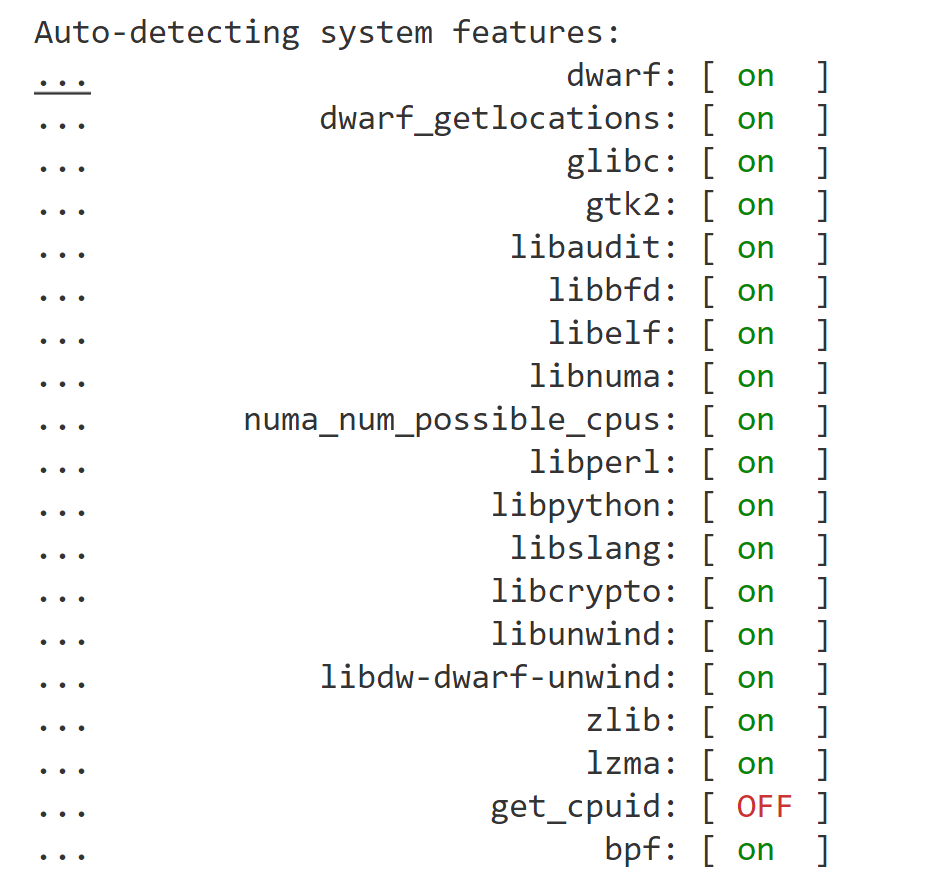 Auto-detecting system features:
... dwarf: [ on ]
... dwarf_getlocations: [ on ]
... glibc: [ on ]
... gtk2: [ on ]
... libaudit: [ on ]
... libbfd: [ on ]
... libelf: [ on ]
... libnuma: [ on ]
... numa_num_possible_cpus: [ on ]
... libperl: [ on ]
... libpython: [ on ]
... libslang: [ on ]
... libcrypto: [ on ]
... libunwind: [ on ]
... libdw-dwarf-unwind: [ on ]
... zlib: [ on ]
... lzma: [ on ]
... get_cpuid: [ OFF ]
... bpf: [ on ]